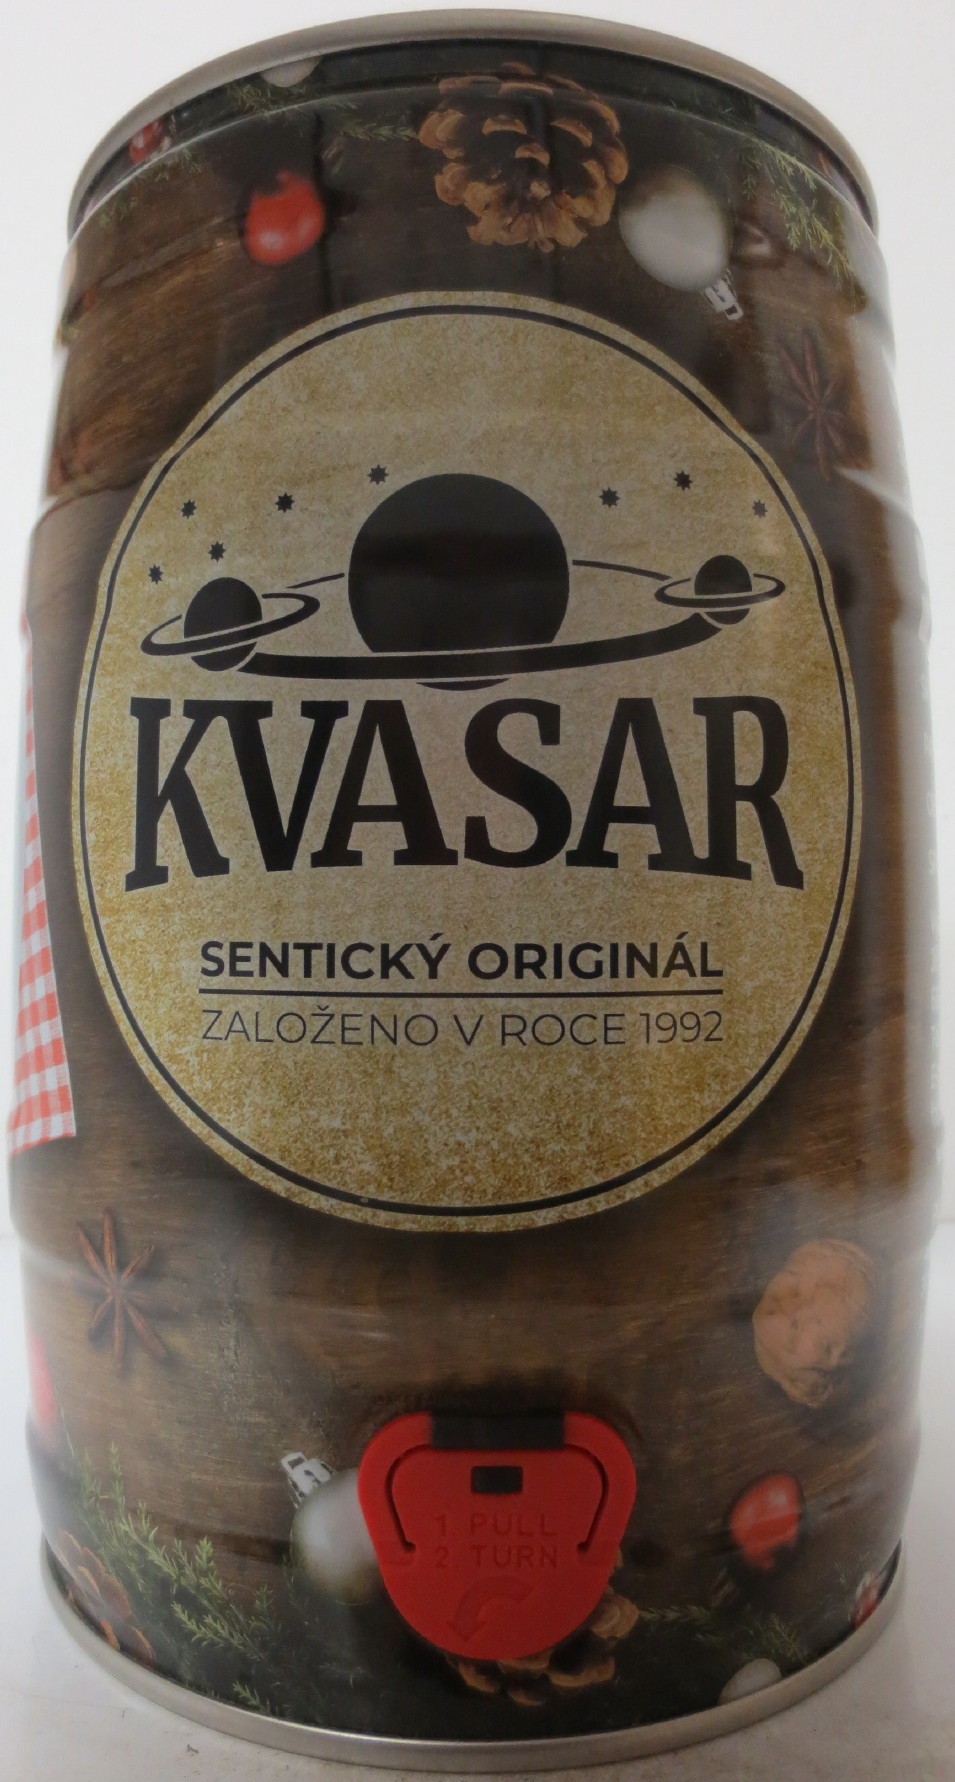 KVASAR
SENTICKÝ ORIGINÁL
ZALOŽENO V ROCE 1992
1. PULL
2. TURN